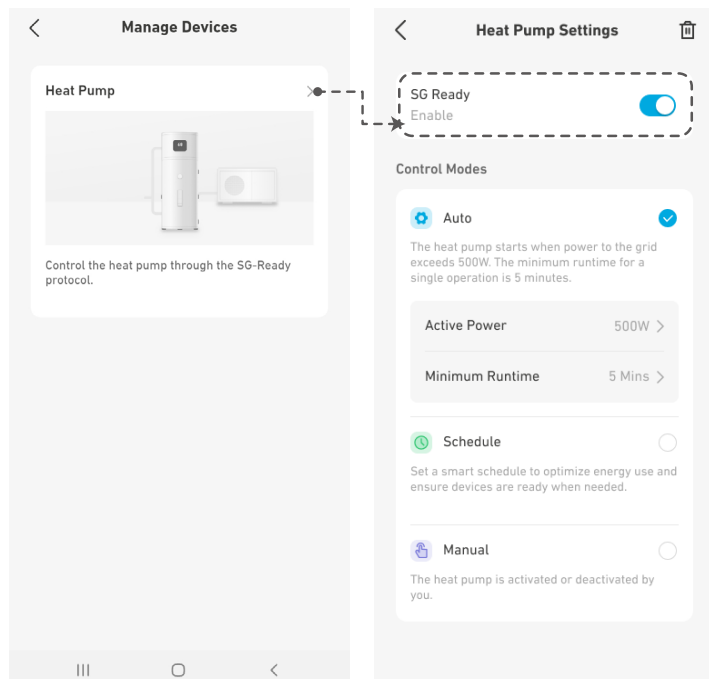 Manage Devices
Heat Pump
Control the heat pump through the SG-Ready
protocol.
Heat Pump Settings
SG Ready
Enable
Control Modes
Auto
The heat pump starts when power to the grid
exceeds 500W. The minimum runtime for a
single operation is 5 minutes.
Active Power 500W
Minimum Runtime 5 Mins
Schedule
Set a smart schedule to optimize energy use and
ensure devices are ready when needed.
Manual
The heat pump is activated or deactivated by
you.